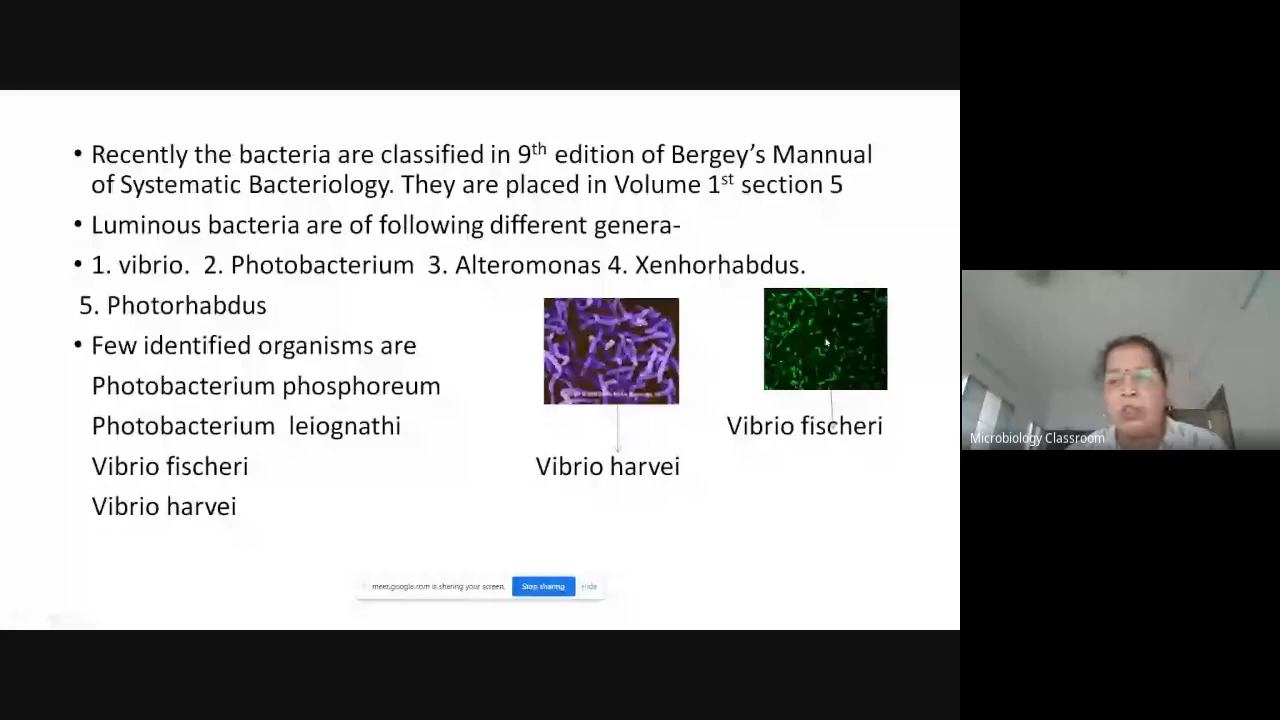 • Recently the bacteria are classified in 9th edition of Bergey's Mannual
of Systematic Bacteriology. They are placed in Volume 1st section 5
• Luminous bacteria are of following different genera-
• 1. vibrio. 2. Photobacterium 3. Alteromonas 4. Xenhorhabdus.
5. Photorhabdus
• Few identified organisms are
Photobacterium phosphoreum
Photobacterium leiognathi
Vibrio fischeri
Vibrio harvei
Vibrio harvei
Vibrio fischeri
meet.google.com is sharing your screen.
Stop sharing
Hide
Microbiology Classroom